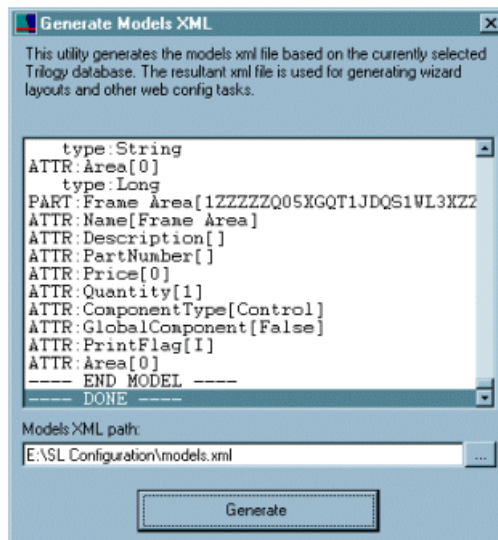 Generate Models XML
This utility generates the models xml file based on the currently selected
Trilogy database. The resultant xml file is used for generating wizard
layouts and other web config tasks.
type:String
ATTR:Area[0]
type:Long
PART:Frame Area[1ZZZZZQ05XGQT1JDQS1WL3XZZ
ATTR:Name[Frame Area]
ATTR:Description[]
ATTR:PartNumber[]
ATTR:Price[0]
ATTR:Quantity[1]
ATTR:ComponentType[Control]
ATTR:GlobalComponent[False]
ATTR:PrintFlag[I]
ATTR:Area[0]
---- END MODEL ----
---- DONE ----
Models XML path:
E:\SL Configuration\models.xml
...
Generate